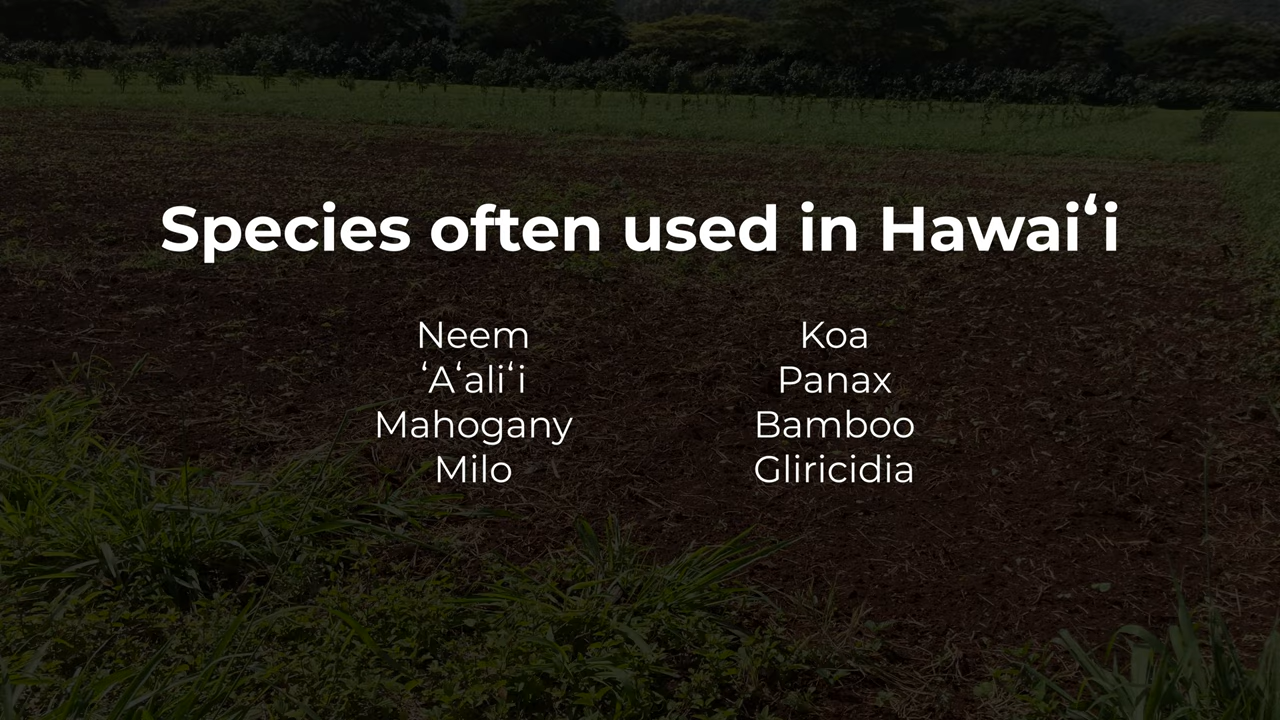 Species often used in Hawaiʻi
Neem
ʻAʻaliʻi
Mahogany
Milo
Koa
Panax
Bamboo
Gliricidia